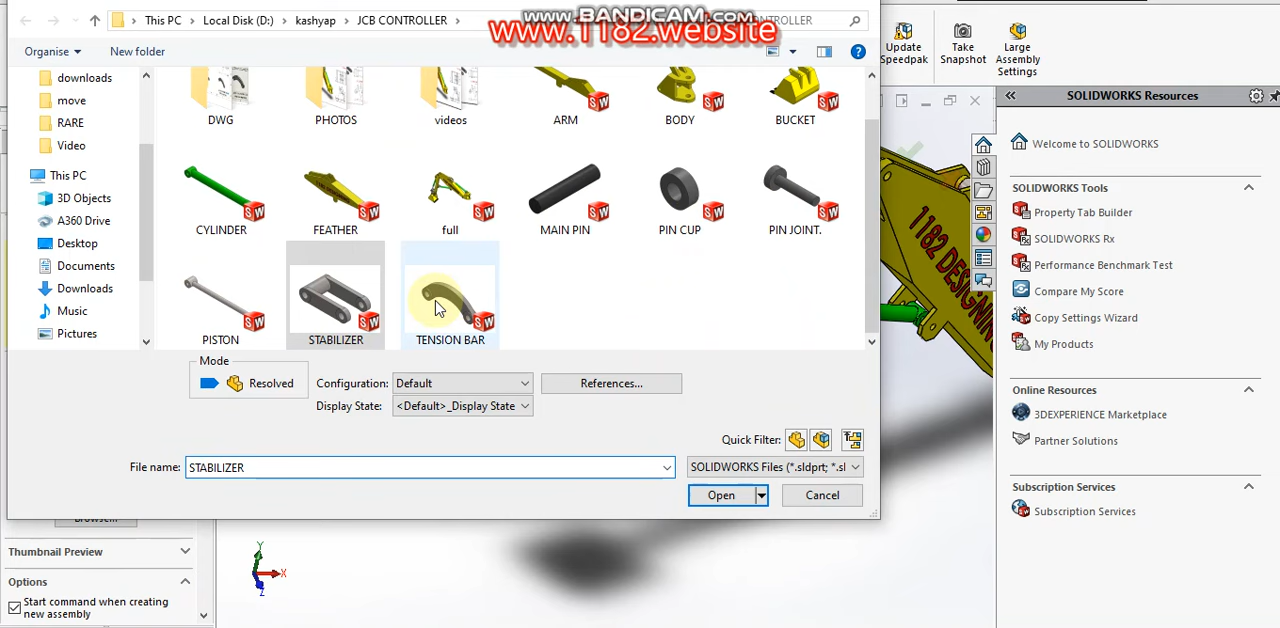 www.BANDICAM.com
This PC > Local Disk (D:) > kashyap > JCB CONTROLLER >
CONTROLLER
www.1182.website
Organise
New folder
Update Speedpak
Take Snapshot
Large Assembly Settings
downloads
move
RARE
Video
This PC
3D Objects
A360 Drive
Desktop
Documents
Downloads
Music
Pictures
DWG
PHOTOS
videos
ARM
BODY
BUCKET
CYLINDER
FEATHER
full
MAIN PIN
PIN CUP
PIN JOINT.
PISTON
STABILIZER
TENSION BAR
Mode
Resolved
Configuration: Default
References...
Display State: <Default>_Display State
Quick Filter:
File name: STABILIZER
SOLIDWORKS Files (*.sldprt; *.sl
Open
Cancel
Thumbnail Preview
Options
Start command when creating
new assembly
Y
X
Z
1182 DESIGNIN
SOLIDWORKS Resources
Welcome to SOLIDWORKS
SOLIDWORKS Tools
Property Tab Builder
SOLIDWORKS Rx
Performance Benchmark Test
Compare My Score
Copy Settings Wizard
My Products
Online Resources
3DEXPERIENCE Marketplace
Partner Solutions
Subscription Services
Subscription Services